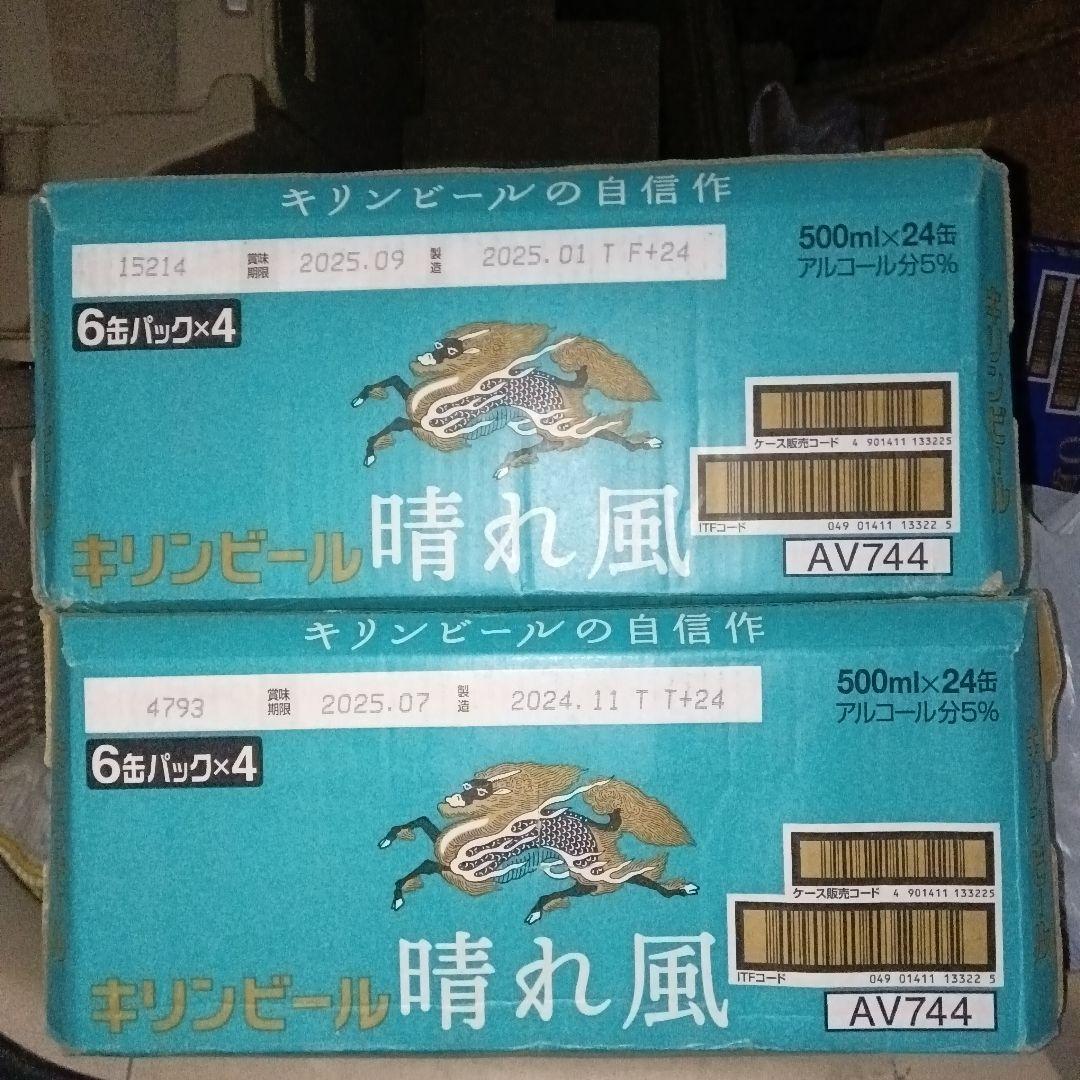 キリンビールの自信作
500ml×24缶
アルコール分5%
15214 賞味期限 2025.09 製造 2025.01 T F+24
6缶パック×4
ケース販売コード 4 901411 133225
ITFコード 049 01411 13322 5
キリンビール 晴れ風
AV744
キリンビールの自信作
500ml×24缶
アルコール分5%
4793 賞味期限 2025.07 製造 2024.11 T T+24
6缶パック×4
ケース販売コード 4 901411 133225
ITFコード 049 01411 13322 5
キリンビール 晴れ風
AV744